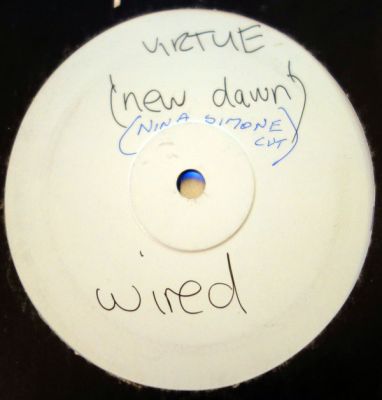 VIRTUE
(new dawn)
(NINA SIMONE
CUT)
wired